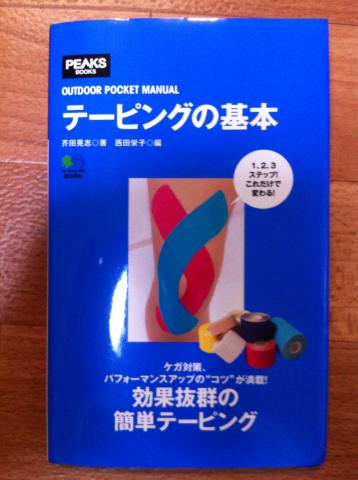 PEAKS
BOOKS
OUTDOOR POCKET MANUAL
テーピングの基本
芥田晃志◎著 西田栄子◎編
1、2、3
ステップ!
これだけで
変わる!
ケガ対策、
パフォーマンスアップの“コツ”が満載!
効果抜群の
簡単テーピング